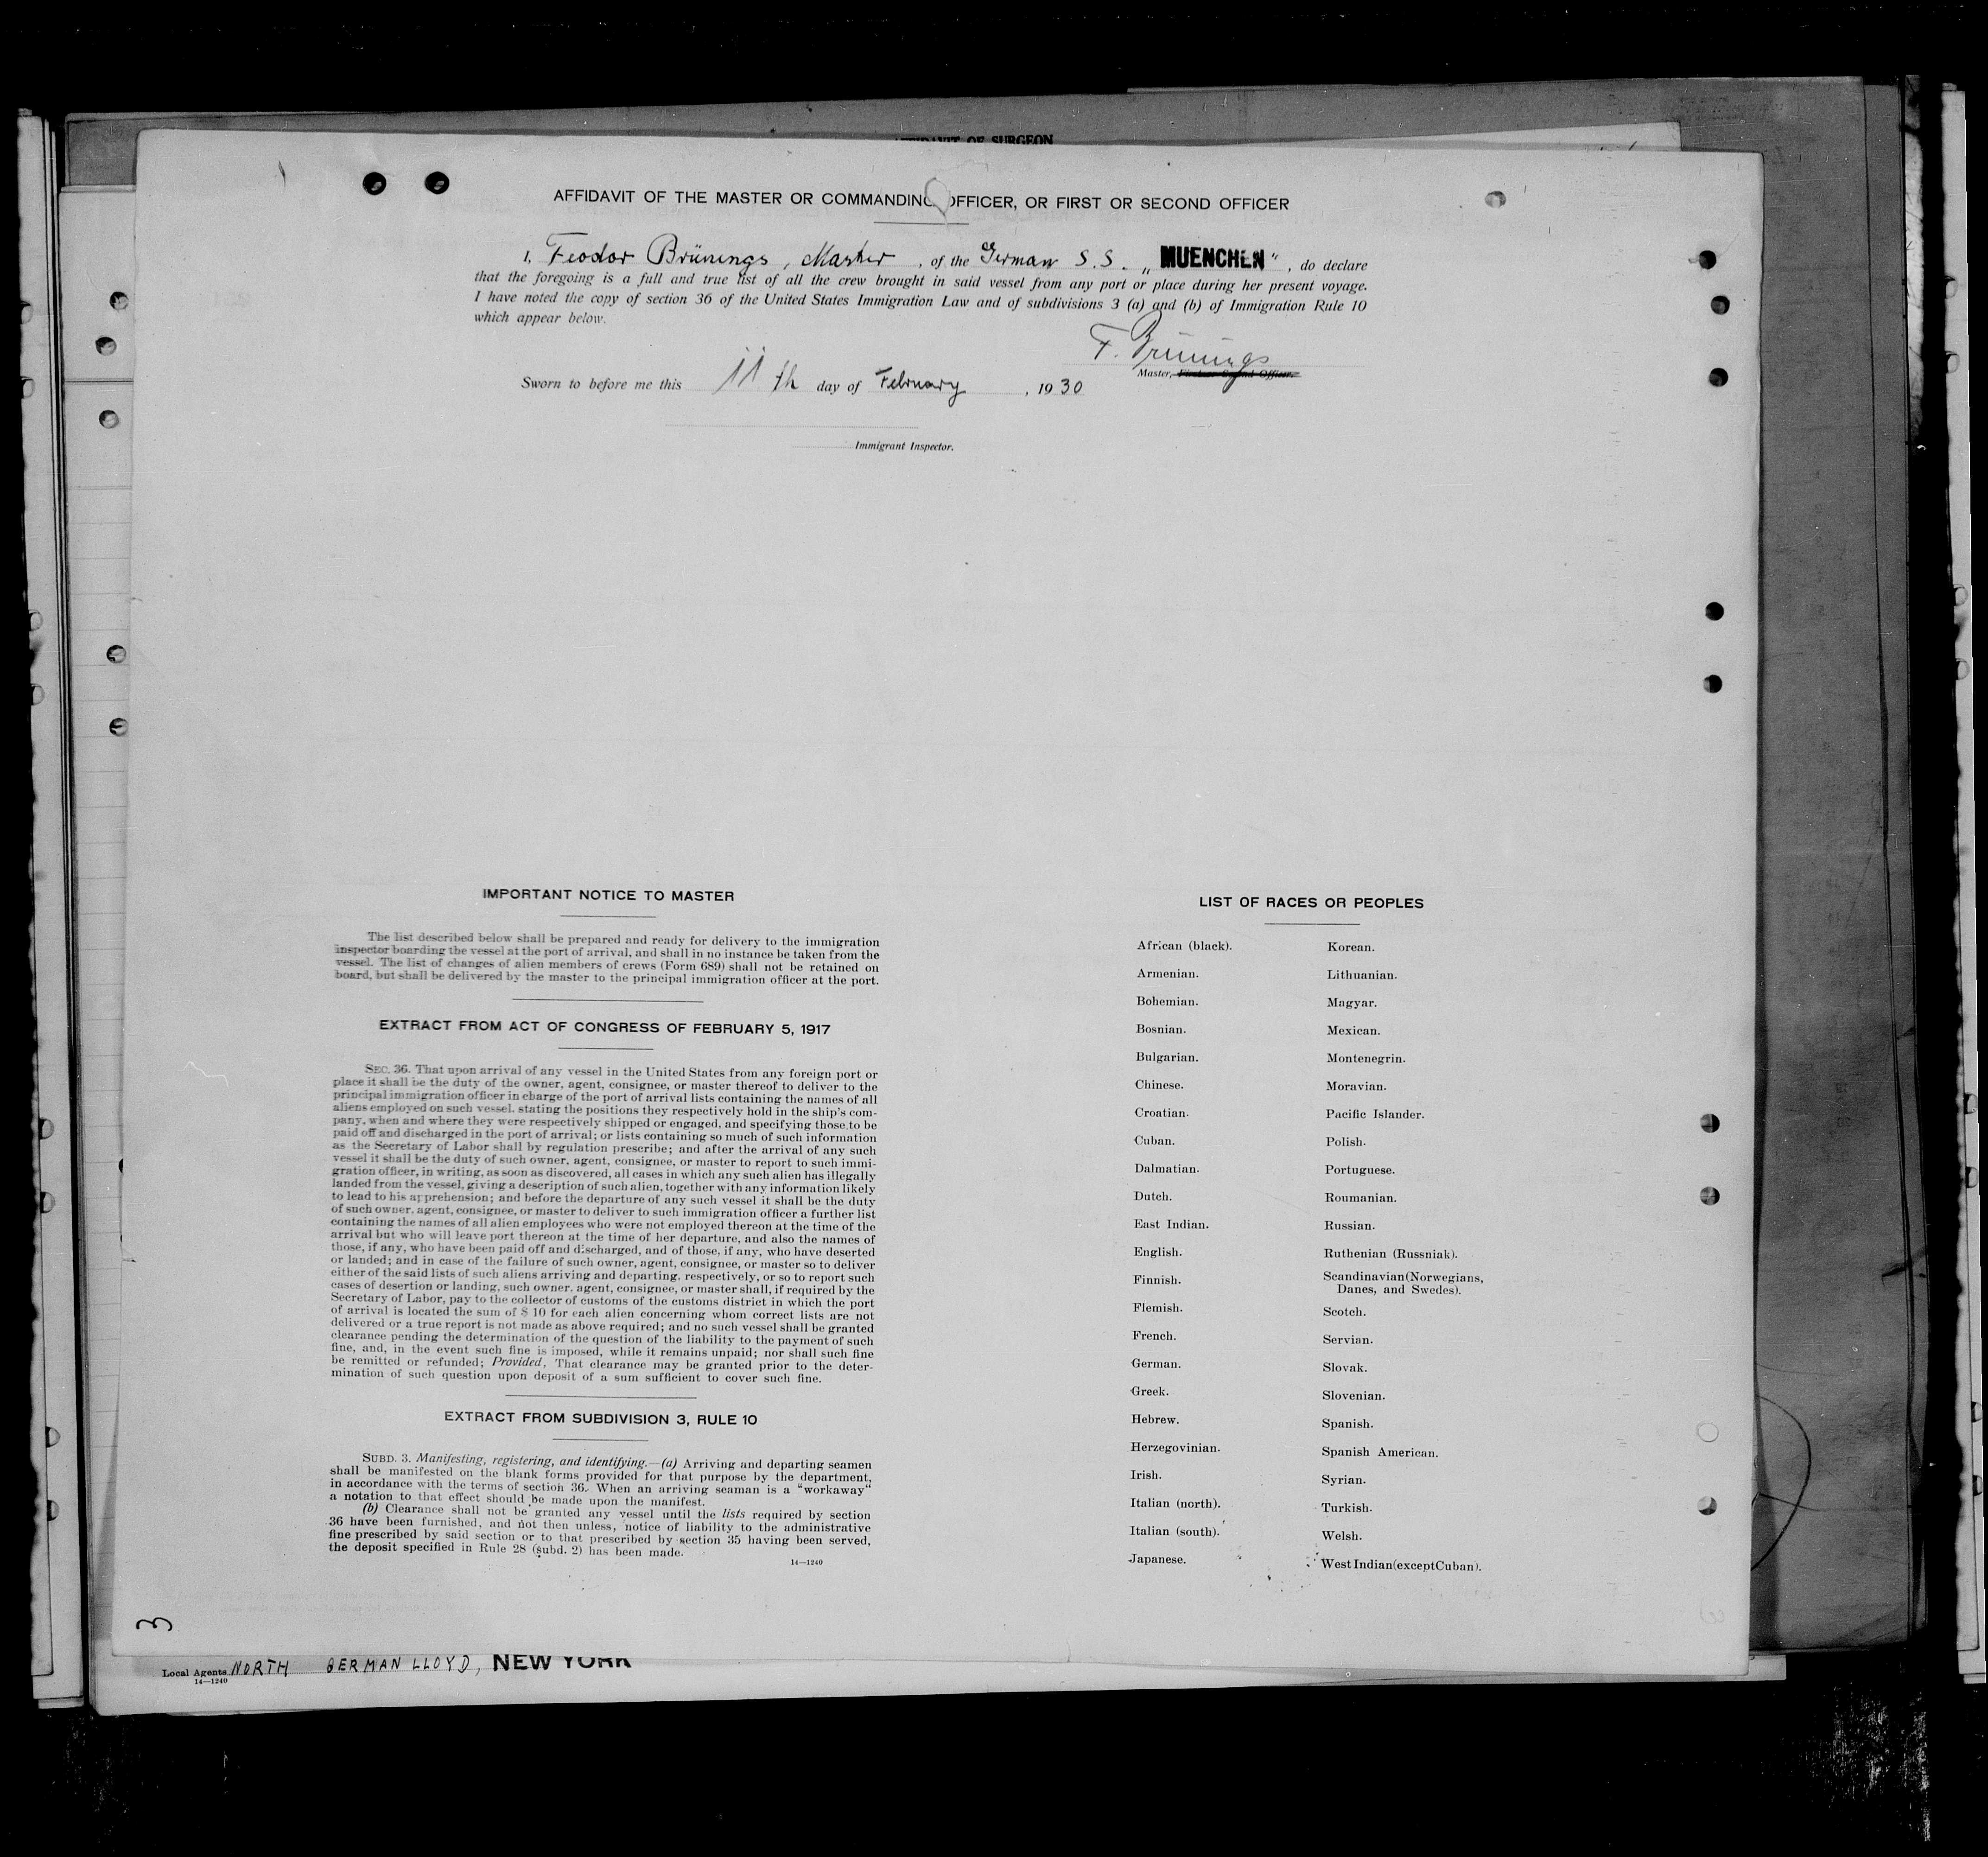 AFFIDAVIT OF SURGEON
AFFIDAVIT OF THE MASTER OR COMMANDING OFFICER, OR FIRST OR SECOND OFFICER
I, Feodor Brünings, Master, of the German S.S. „MUENCHEN", do declare
that the foregoing is a full and true list of all the crew brought in said vessel from any port or place during her present voyage.
I have noted the copy of section 36 of the United States Immigration Law and of subdivisions 3 (a) and (b) of Immigration Rule 10
which appear below.
F. Brünings
Master, First or Second Officer.
Sworn to before me this 11th day of February, 1930
Immigrant Inspector.
IMPORTANT NOTICE TO MASTER
The list described below shall be prepared and ready for delivery to the immigration
inspector boarding the vessel at the port of arrival, and shall in no instance be taken from the
vessel. The list of changes of alien members of crews (Form 689) shall not be retained on
board, but shall be delivered by the master to the principal immigration officer at the port.
EXTRACT FROM ACT OF CONGRESS OF FEBRUARY 5, 1917
SEC. 36. That upon arrival of any vessel in the United States from any foreign port or
place it shall be the duty of the owner, agent, consignee, or master thereof to deliver to the
principal immigration officer in charge of the port of arrival lists containing the names of all
aliens employed on such vessel, stating the positions they respectively hold in the ship's com-
pany, when and where they were respectively shipped or engaged, and specifying those to be
paid off and discharged in the port of arrival; or lists containing so much of such information
as the Secretary of Labor shall by regulation prescribe; and after the arrival of any such
vessel it shall be the duty of such owner, agent, consignee, or master to report to such immi-
gration officer, in writing, as soon as discovered, all cases in which any such alien has illegally
landed from the vessel, giving a description of such alien, together with any information likely
to lead to his apprehension; and before the departure of any such vessel it shall be the duty
of such owner, agent, consignee, or master to deliver to such immigration officer a further list
containing the names of all alien employees who were not employed thereon at the time of the
arrival but who will leave port thereon at the time of her departure, and also the names of
those, if any, who have been paid off and discharged, and of those, if any, who have deserted
or landed; and in case of the failure of such owner, agent, consignee, or master so to deliver
either of the said lists of such aliens arriving and departing, respectively, or so to report such
cases of desertion or landing, such owner, agent, consignee, or master shall, if required by the
Secretary of Labor, pay to the collector of customs of the customs district in which the port
of arrival is located the sum of $ 10 for each alien concerning whom correct lists are not
delivered or a true report is not made as above required; and no such vessel shall be granted
clearance pending the determination of the question of the liability to the payment of such
fine, and, in the event such fine is imposed, while it remains unpaid; nor shall such fine
be remitted or refunded; Provided, That clearance may be granted prior to the deter-
mination of such question upon deposit of a sum sufficient to cover such fine.
EXTRACT FROM SUBDIVISION 3, RULE 10
SUBD. 3. Manifesting, registering, and identifying.—(a) Arriving and departing seamen
shall be manifested on the blank forms provided for that purpose by the department,
in accordance with the terms of section 36. When an arriving seaman is a "workaway"
a notation to that effect should be made upon the manifest.
(b) Clearance shall not be granted any vessel until the lists required by section
36 have been furnished, and not then unless, notice of liability to the administrative
fine prescribed by said section or to that prescribed by section 35 having been served,
the deposit specified in Rule 28 (subd. 2) has been made.
14—1240
LIST OF RACES OR PEOPLES
African (black).
Armenian.
Bohemian.
Bosnian.
Bulgarian.
Chinese.
Croatian.
Cuban.
Dalmatian.
Dutch.
East Indian.
English.
Finnish.
Flemish.
French.
German.
Greek.
Hebrew.
Herzegovinian.
Irish.
Italian (north).
Italian (south).
Japanese.
Korean.
Lithuanian.
Magyar.
Mexican.
Montenegrin.
Moravian.
Pacific Islander.
Polish.
Portuguese.
Roumanian.
Russian.
Ruthenian (Russniak).
Scandinavian (Norwegians,
Danes, and Swedes).
Scotch.
Servian.
Slovak.
Slovenian.
Spanish.
Spanish American.
Syrian.
Turkish.
Welsh.
West Indian (except Cuban).
3
Local Agents NORTH GERMAN LLOYD, NEW YORK
14—1240